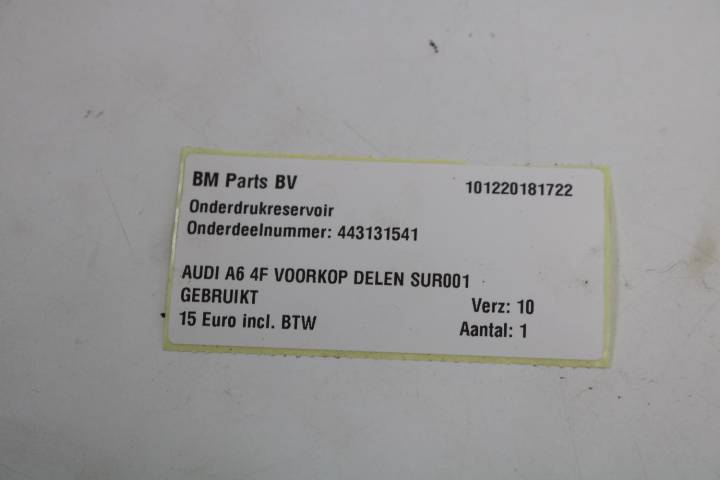 BM Parts BV 101220181722
Onderdrukreservoir
Onderdeelnummer: 443131541
AUDI A6 4F VOORKOP DELEN SUR001
GEBRUIKT Verz: 10
15 Euro incl. BTW Aantal: 1